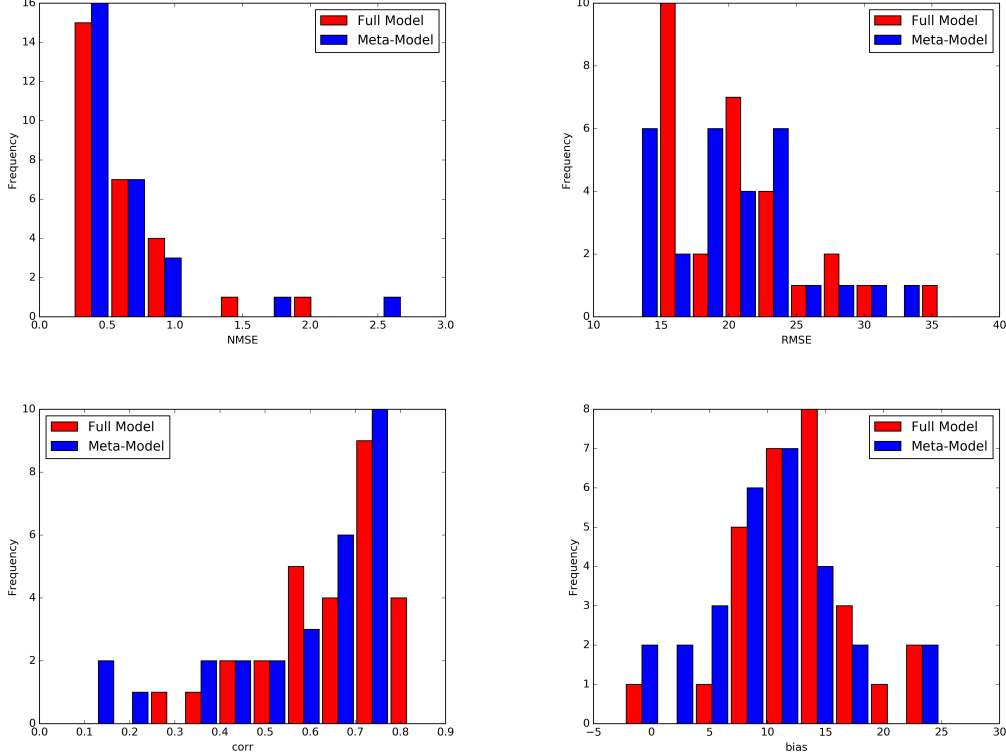 16
14
12
10
8
6
4
2
0
Frequency
0.0 0.5 1.0 1.5 2.0 2.5 3.0
NMSE
Full Model
Meta-Model
10
8
6
4
2
0
Frequency
10 15 20 25 30 35 40
RMSE
Full Model
Meta-Model
10
8
6
4
2
0
Frequency
0.0 0.1 0.2 0.3 0.4 0.5 0.6 0.7 0.8 0.9
corr
Full Model
Meta-Model
8
7
6
5
4
3
2
1
0
Frequency
−5 0 5 10 15 20 25 30
bias
Full Model
Meta-Model